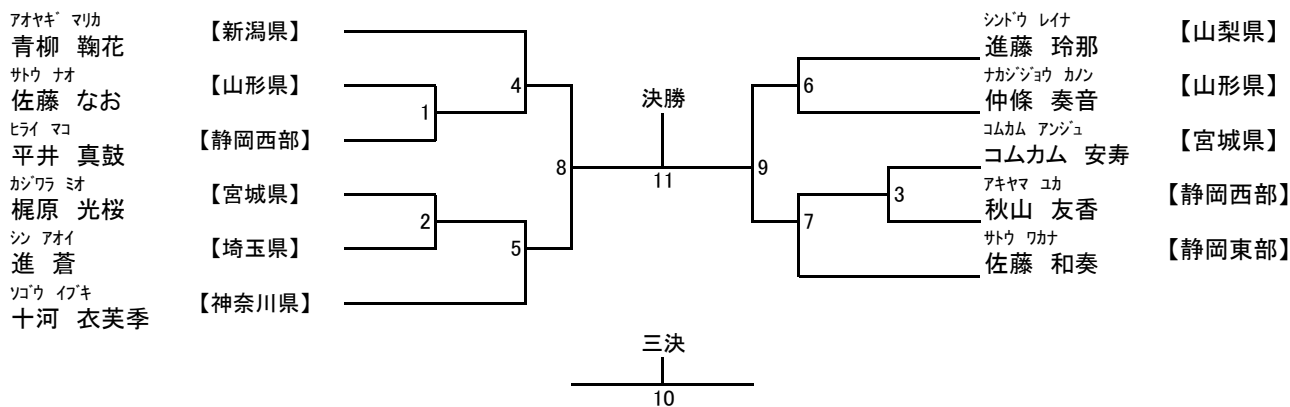 ｱｵﾔｷﾞ ﾏﾘｶ
青柳 鞠花 【新潟県】
ｻﾄｳ ﾅｵ
佐藤 なお 【山形県】
ﾋﾗｲ ﾏｺ
平井 真鼓 【静岡西部】
ｶｼﾞﾜﾗ ﾐｵ
梶原 光桜 【宮城県】
ｼﾝ ｱｵｲ
進 蒼 【埼玉県】
ｿｺﾞｳ ｲﾌﾞｷ
十河 衣芙季 【神奈川県】
1
2
4
5
8
決勝
11
三決
10
9
6
7
3
ｼﾝﾄﾞｳ ﾚｲﾅ
進藤 玲那 【山梨県】
ﾅｶｼﾞｼﾞｮｳ ｶﾉﾝ
仲條 奏音 【山形県】
ｺﾑｶﾑ ｱﾝｼﾞｭ
コムカム 安寿 【宮城県】
ｱｷﾔﾏ ﾕｶ
秋山 友香 【静岡西部】
ｻﾄｳ ﾜｶﾅ
佐藤 和奏 【静岡東部】